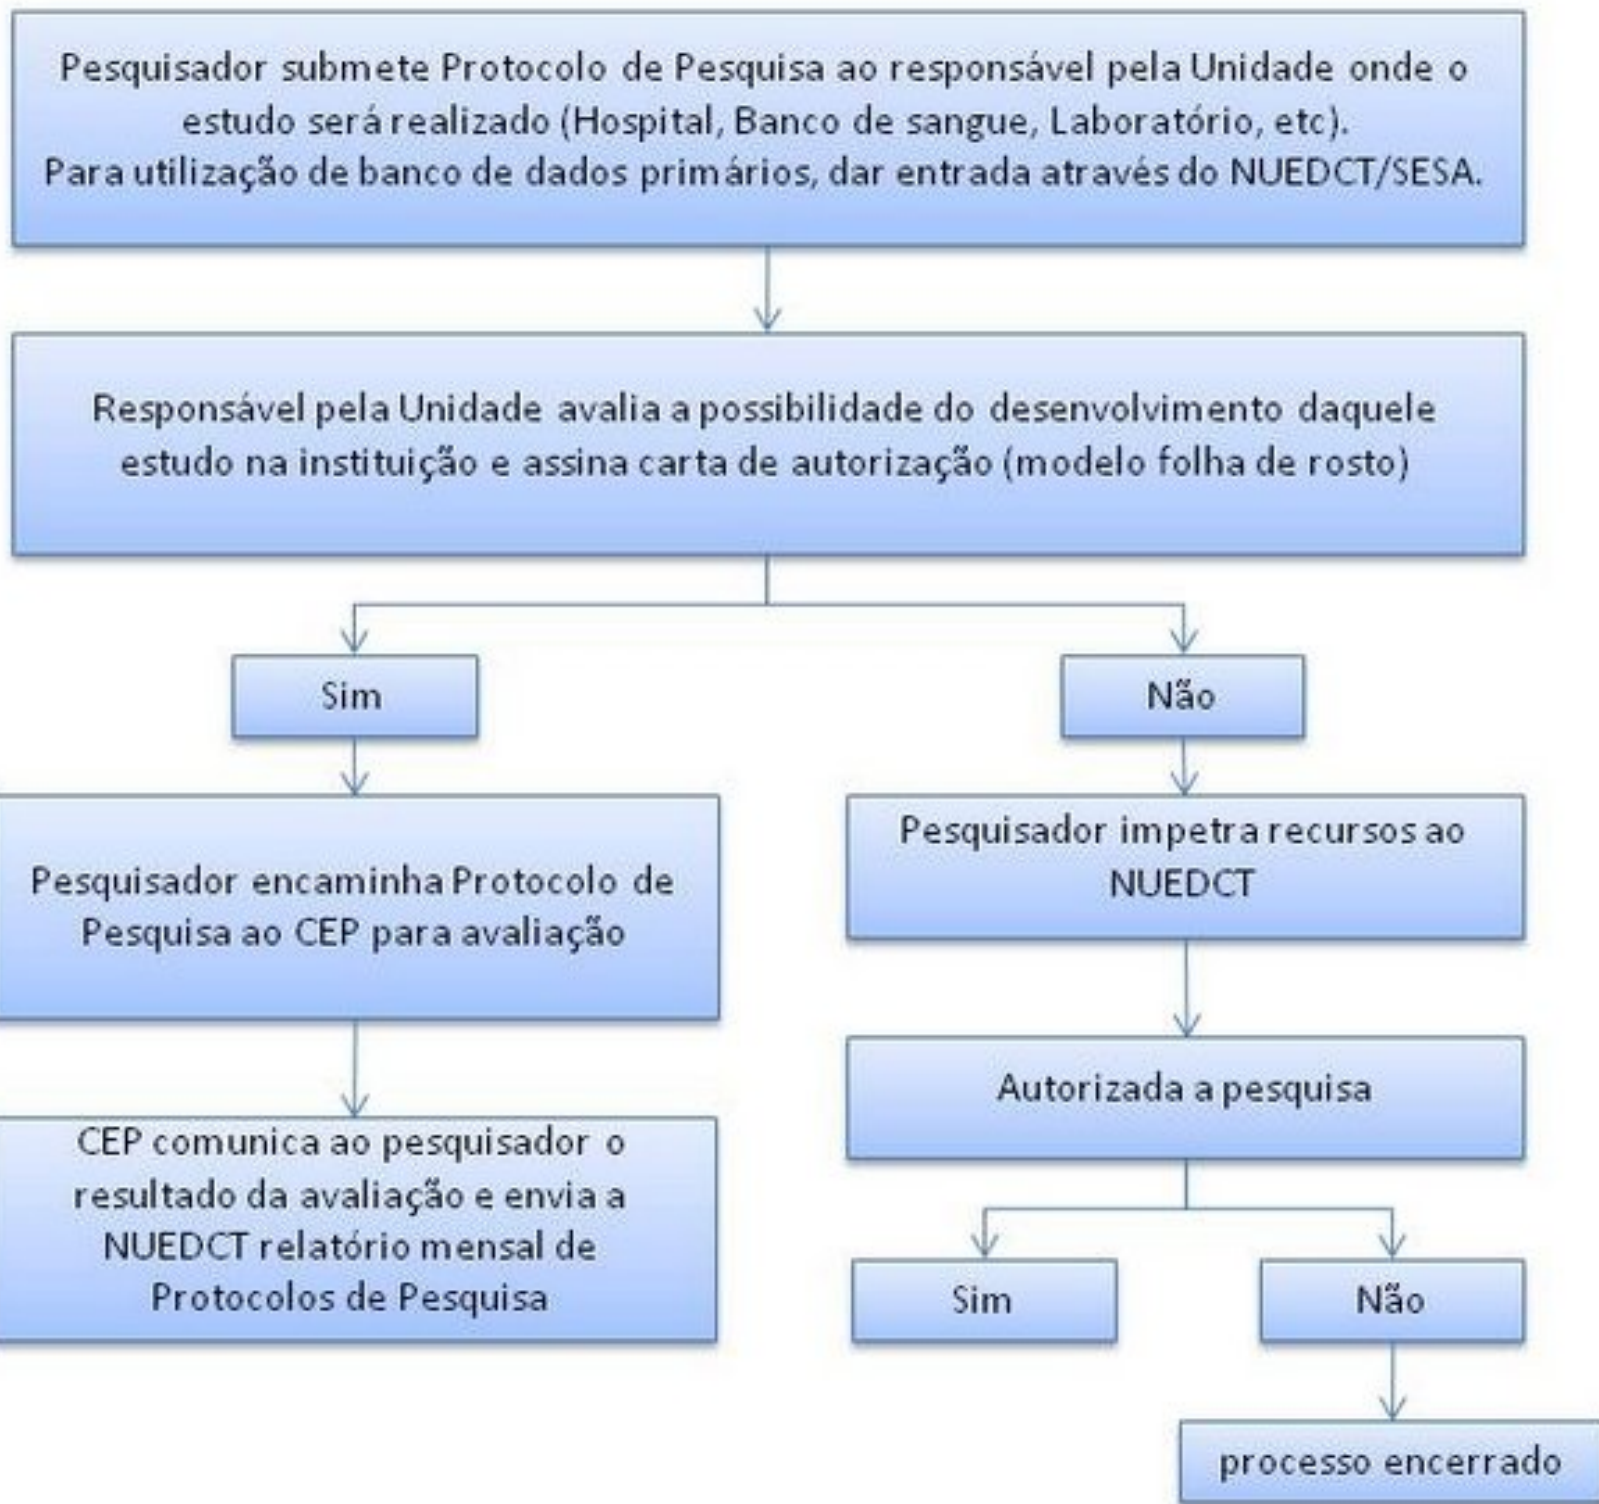 Pesquisador submete Protocolo de Pesquisa ao responsável pela Unidade onde o
estudo será realizado (Hospital, Banco de sangue, Laboratório, etc).
Para utilização de banco de dados primários, dar entrada através do NUEDCT/SESA.
Responsável pela Unidade avalia a possibilidade do desenvolvimento daquele
estudo na instituição e assina carta de autorização (modelo folha de rosto)
Sim
Não
Pesquisador encaminha Protocolo de
Pesquisa ao CEP para avaliação
Pesquisador impetra recursos ao
NUEDCT
Autorizada a pesquisa
CEP comunica ao pesquisador o
resultado da avaliação e envia a
NUEDCT relatório mensal de
Protocolos de Pesquisa
Sim
Não
processo encerrado